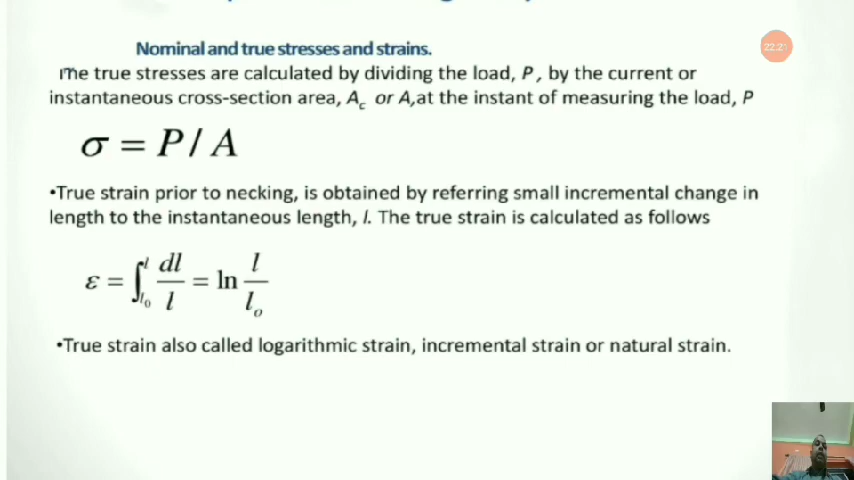 Nominal and true stresses and strains.
22:21
The true stresses are calculated by dividing the load, P , by the current or
instantaneous cross-section area, A_c or A,at the instant of measuring the load, P
σ = P / A
•True strain prior to necking, is obtained by referring small incremental change in
length to the instantaneous length, l. The true strain is calculated as follows
ε = ∫_{l_0}^{l} dl/l = ln l/l_o
•True strain also called logarithmic strain, incremental strain or natural strain.